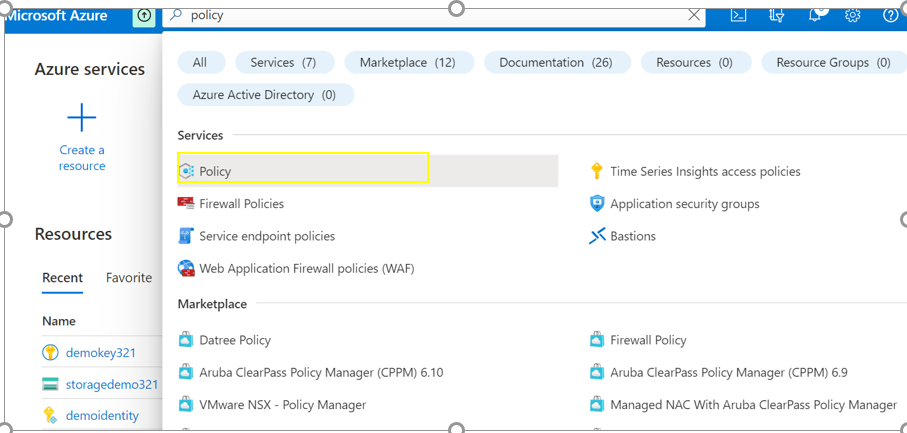 Microsoft Azure
policy
All
Services (7)
Marketplace (12)
Documentation (26)
Resources (0)
Resource Groups (0)
Azure Active Directory (0)
Azure services
Create a
resource
Resources
Recent Favorite
Name
demokey321
storagedemo321
demoidentity
Services
Policy
Time Series Insights access policies
Firewall Policies
Application security groups
Service endpoint policies
Bastions
Web Application Firewall policies (WAF)
Marketplace
Datree Policy
Firewall Policy
Aruba ClearPass Policy Manager (CPPM) 6.10
Aruba ClearPass Policy Manager (CPPM) 6.9
VMware NSX - Policy Manager
Managed NAC With Aruba ClearPass Policy Manager